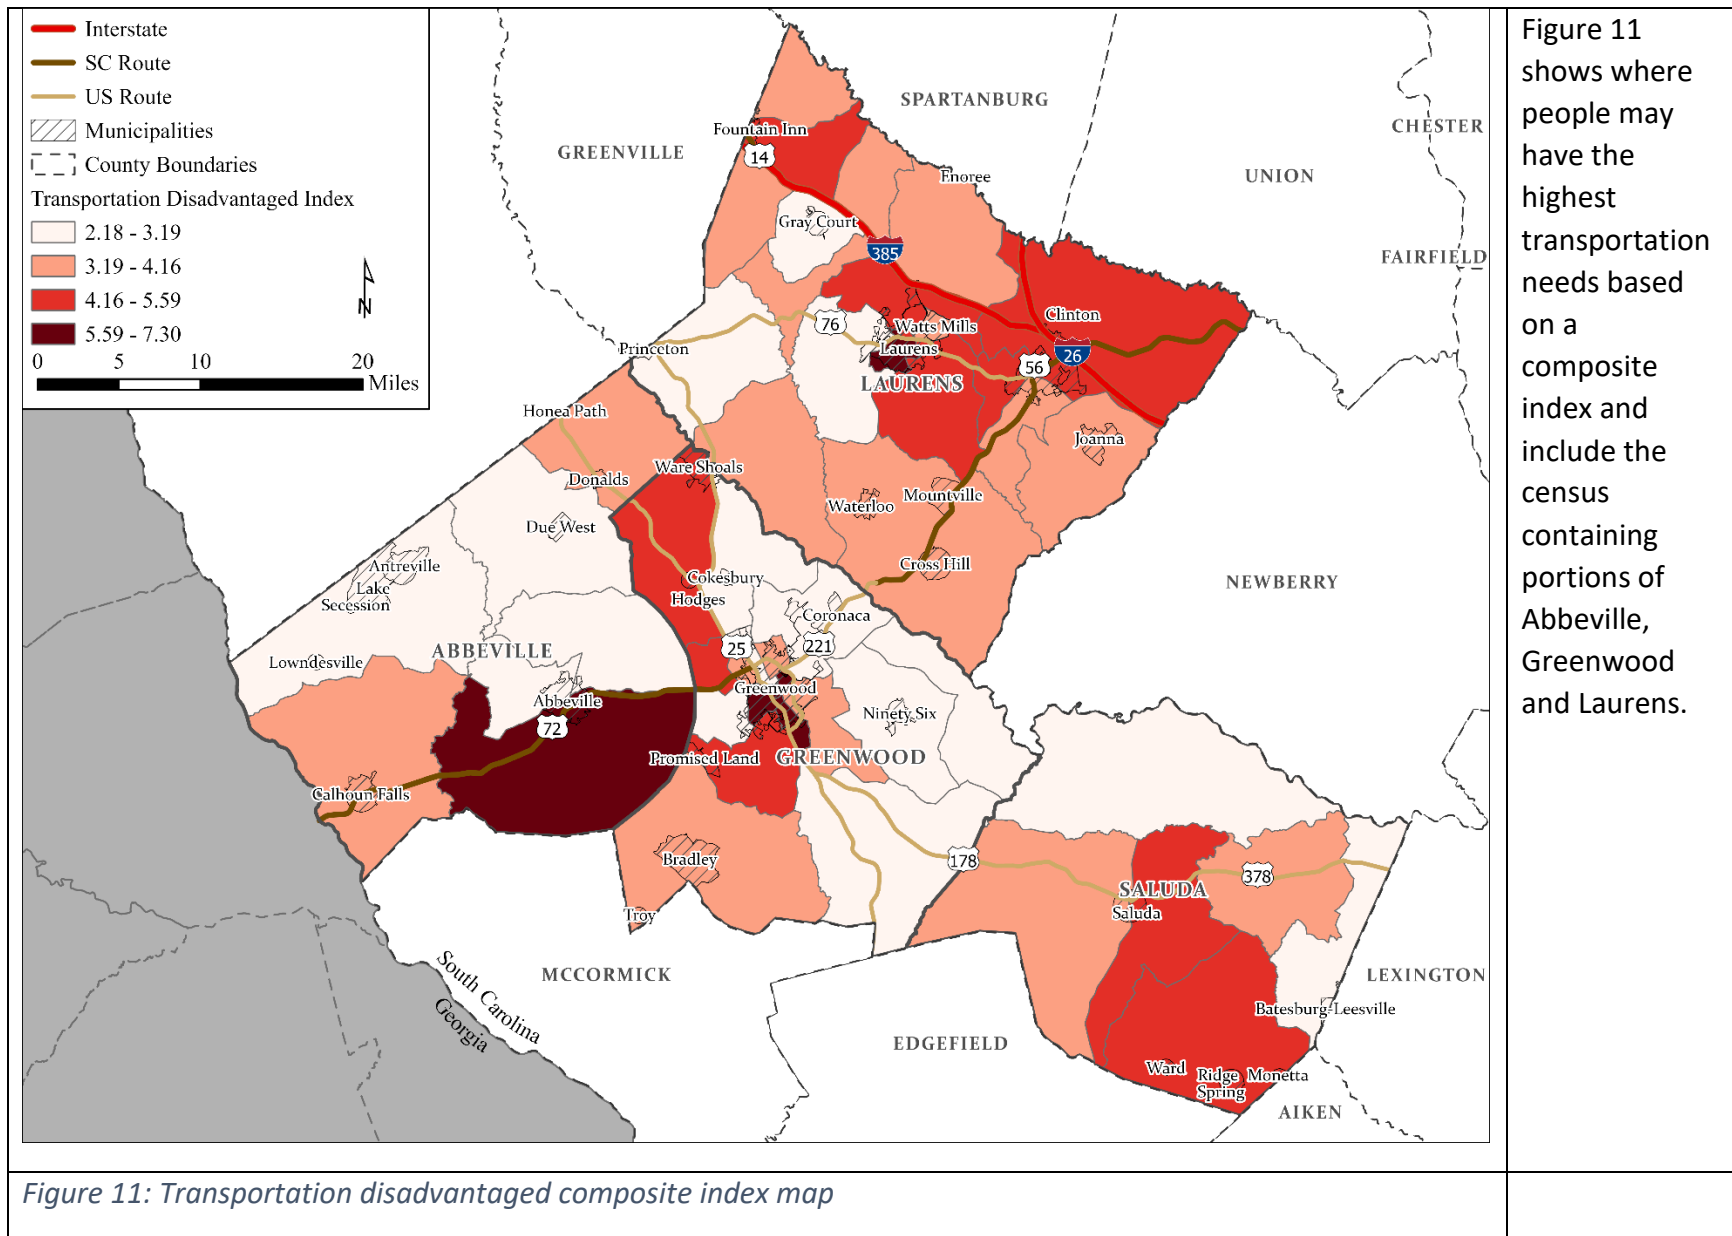 Interstate
SC Route
US Route
Municipalities
County Boundaries
Transportation Disadvantaged Index
2.18 - 3.19
3.19 - 4.16
4.16 - 5.59
5.59 - 7.30
N
0 5 10 20
Miles
SPARTANBURG
CHESTER
Fountain Inn
GREENVILLE
14
Enoree
UNION
Gray Court
385
FAIRFIELD
76
Watts Mills
Clinton
Laurens
26
Princeton
56
LAURENS
Honea Path
Joanna
Ware Shoals
Donalds
Mountville
Waterloo
Due West
Antreville
Cross Hill
Lake
Secession
Cokesbury
Hodges
NEWBERRY
Coronaca
25
221
ABBEVILLE
Lowndesville
Greenwood
Abbeville
Ninety Six
72
Promised Land
GREENWOOD
Calhoun Falls
Bradley
178
378
SALUDA
Saluda
Troy
MCCORMICK
LEXINGTON
South Carolina
Georgia
Batesburg-Leesville
EDGEFIELD
Ward
Ridge
Spring
Monetta
AIKEN
Figure 11
shows where
people may
have the
highest
transportation
needs based
on a
composite
index and
include the
census
containing
portions of
Abbeville,
Greenwood
and Laurens.
Figure 11: Transportation disadvantaged composite index map